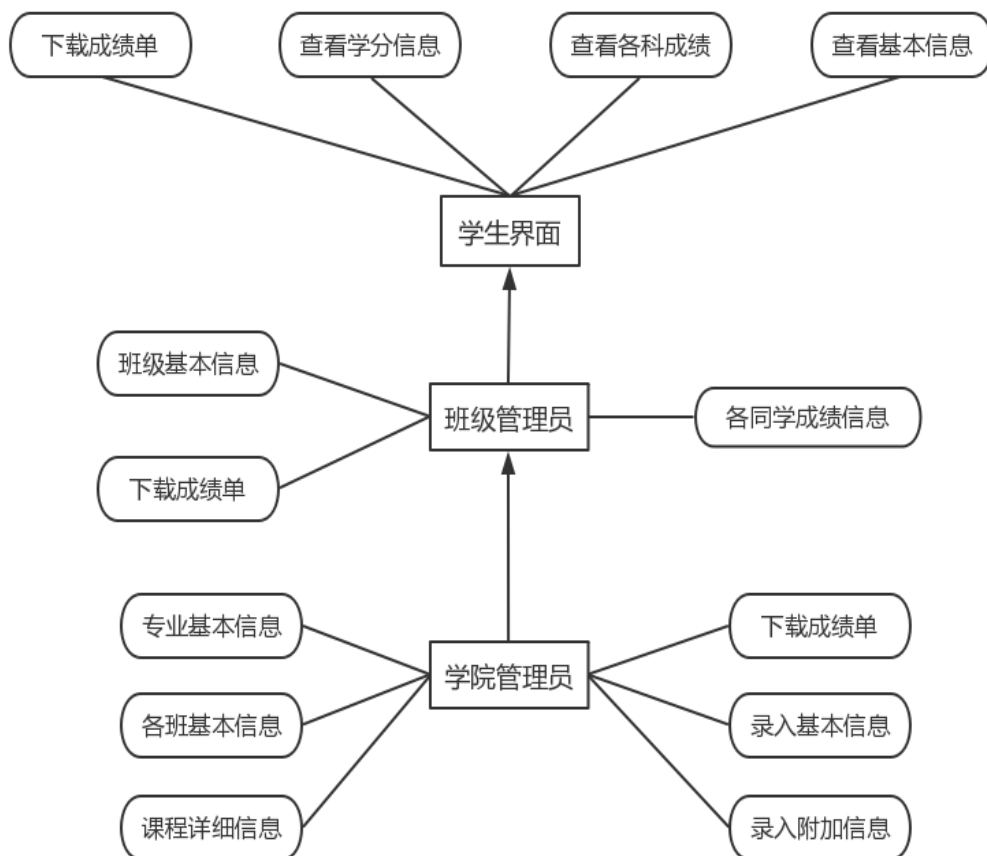 下载成绩单
查看学分信息
查看各科成绩
查看基本信息
学生界面
班级基本信息
班级管理员
各同学成绩信息
下载成绩单
专业基本信息
下载成绩单
学院管理员
各班基本信息
录入基本信息
课程详细信息
录入附加信息